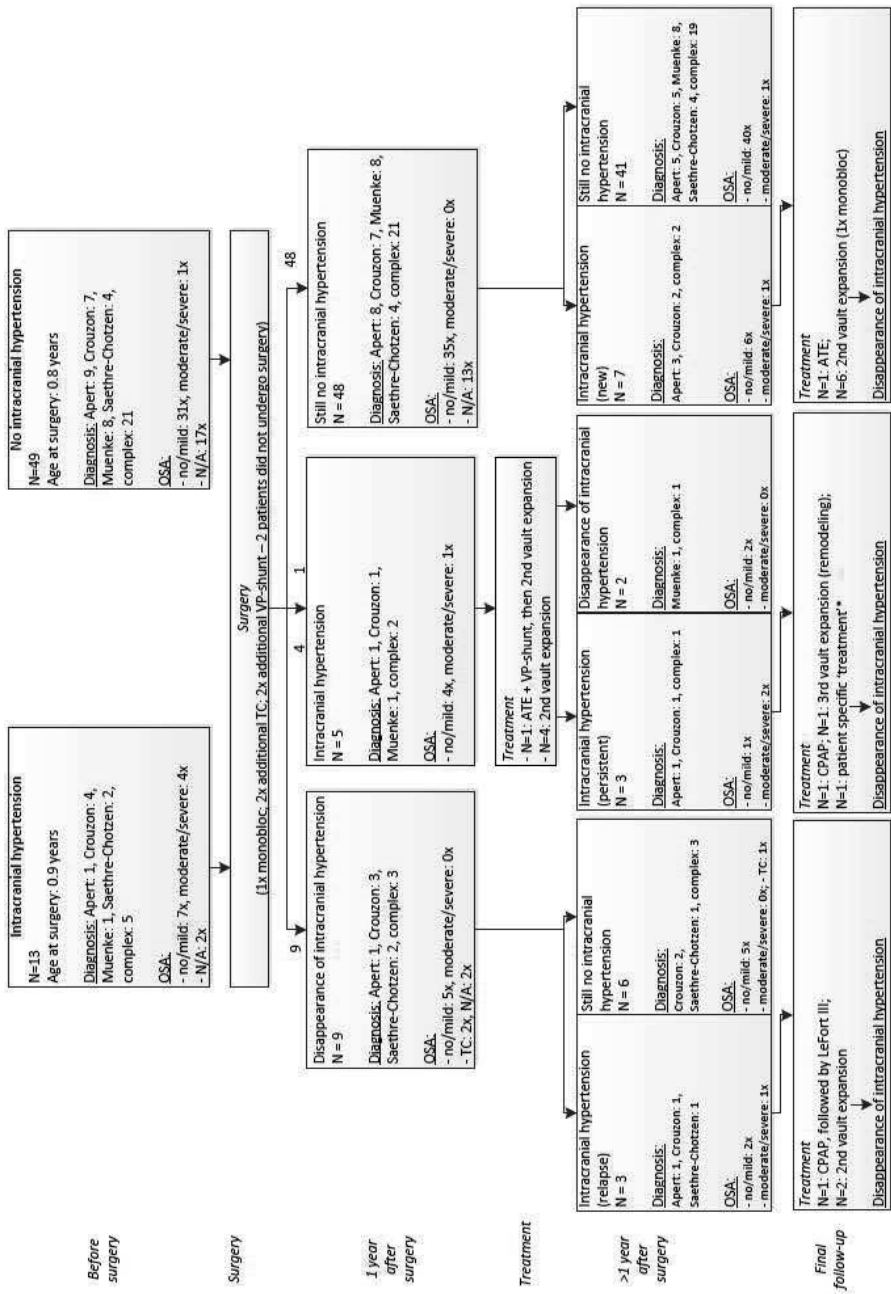 Before
surgery
Intracranial hypertension
N=13
Age at surgery: 0.9 years
Diagnosis: Apert: 1, Crouzon: 4,
Muenke: 1, Saethre-Chotzen: 2,
complex: 5
OSA:
- no/mild: 7x, moderate/severe: 4x
- N/A: 2x
No intracranial hypertension
N=49
Age at surgery: 0.8 years
Diagnosis: Apert: 9, Crouzon: 7,
Muenke: 8, Saethre-Chotzen: 4,
complex: 21
OSA:
- no/mild: 31x, moderate/severe: 1x
- N/A: 17x
Surgery
Surgery
(1x monobloc; 2x additional TC; 2x additional VP-shunt – 2 patients did not undergo surgery)
9
4
1
48
1 year
after
surgery
Disappearance of intracranial hypertension
N = 9
Diagnosis: Apert: 1, Crouzon: 3,
Saethre-Chotzen: 2, complex: 3
OSA:
- no/mild: 5x, moderate/severe: 0x
- TC: 2x, N/A: 2x
Intracranial hypertension
N = 5
Diagnosis: Apert: 1, Crouzon: 1,
Muenke: 1, complex: 2
OSA:
- no/mild: 4x, moderate/severe: 1x
Still no intracranial hypertension
N = 48
Diagnosis: Apert: 8, Crouzon: 7, Muenke: 8,
Saethre-Chotzen: 4, complex: 21
OSA:
- no/mild: 35x, moderate/severe: 0x
- N/A: 13x
Treatment
Treatment
- N=1: ATE + VP-shunt, then 2nd vault expansion
- N=4: 2nd vault expansion
>1 year
after
surgery
Intracranial hypertension
(relapse)
N = 3
Diagnosis:
Apert: 1, Crouzon: 1,
Saethre-Chotzen: 1
OSA:
- no/mild: 2x
- moderate/severe: 1x
Still no intracranial
hypertension
N = 6
Diagnosis:
Crouzon: 2,
Saethre-Chotzen: 1, complex: 3
OSA:
- no/mild: 5x
- moderate/severe: 0x; - TC: 1x
Intracranial hypertension
(persistent)
N = 3
Diagnosis:
Apert: 1, Crouzon: 1, complex: 1
OSA:
- no/mild: 1x
- moderate/severe: 2x
Disappearance of intracranial
hypertension
N = 2
Diagnosis:
Muenke: 1, complex: 1
OSA:
- no/mild: 2x
- moderate/severe: 0x
Intracranial hypertension
(new)
N = 7
Diagnosis:
Apert: 3, Crouzon: 2, complex: 2
OSA:
- no/mild: 6x
- moderate/severe: 1x
Still no intracranial
hypertension
N = 41
Diagnosis:
Apert: 5, Crouzon: 5, Muenke: 8,
Saethre-Chotzen: 4, complex: 19
OSA:
- no/mild: 40x
- moderate/severe: 1x
Final
follow-up
Treatment
N=1: CPAP, followed by LeFort III;
N=2: 2nd vault expansion
Disappearance of intracranial hypertension
Treatment
N=1: CPAP; N=1: 3rd vault expansion (remodeling);
N=1: patient specific 'treatment'*
Disappearance of intracranial hypertension
Treatment
N=1: ATE;
N=6: 2nd vault expansion (1x monobloc)
Disappearance of intracranial hypertension